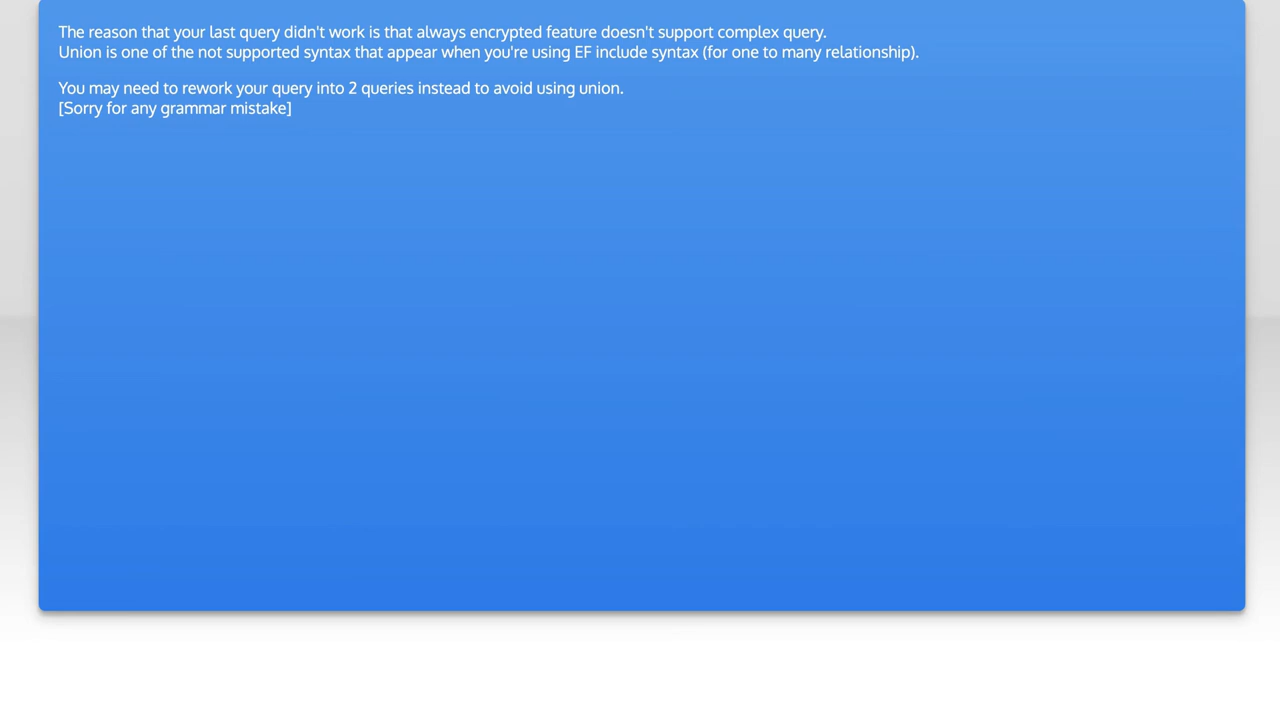 The reason that your last query didn't work is that always encrypted feature doesn't support complex query.
Union is one of the not supported syntax that appear when you're using EF include syntax (for one to many relationship).
You may need to rework your query into 2 queries instead to avoid using union.
[Sorry for any grammar mistake]